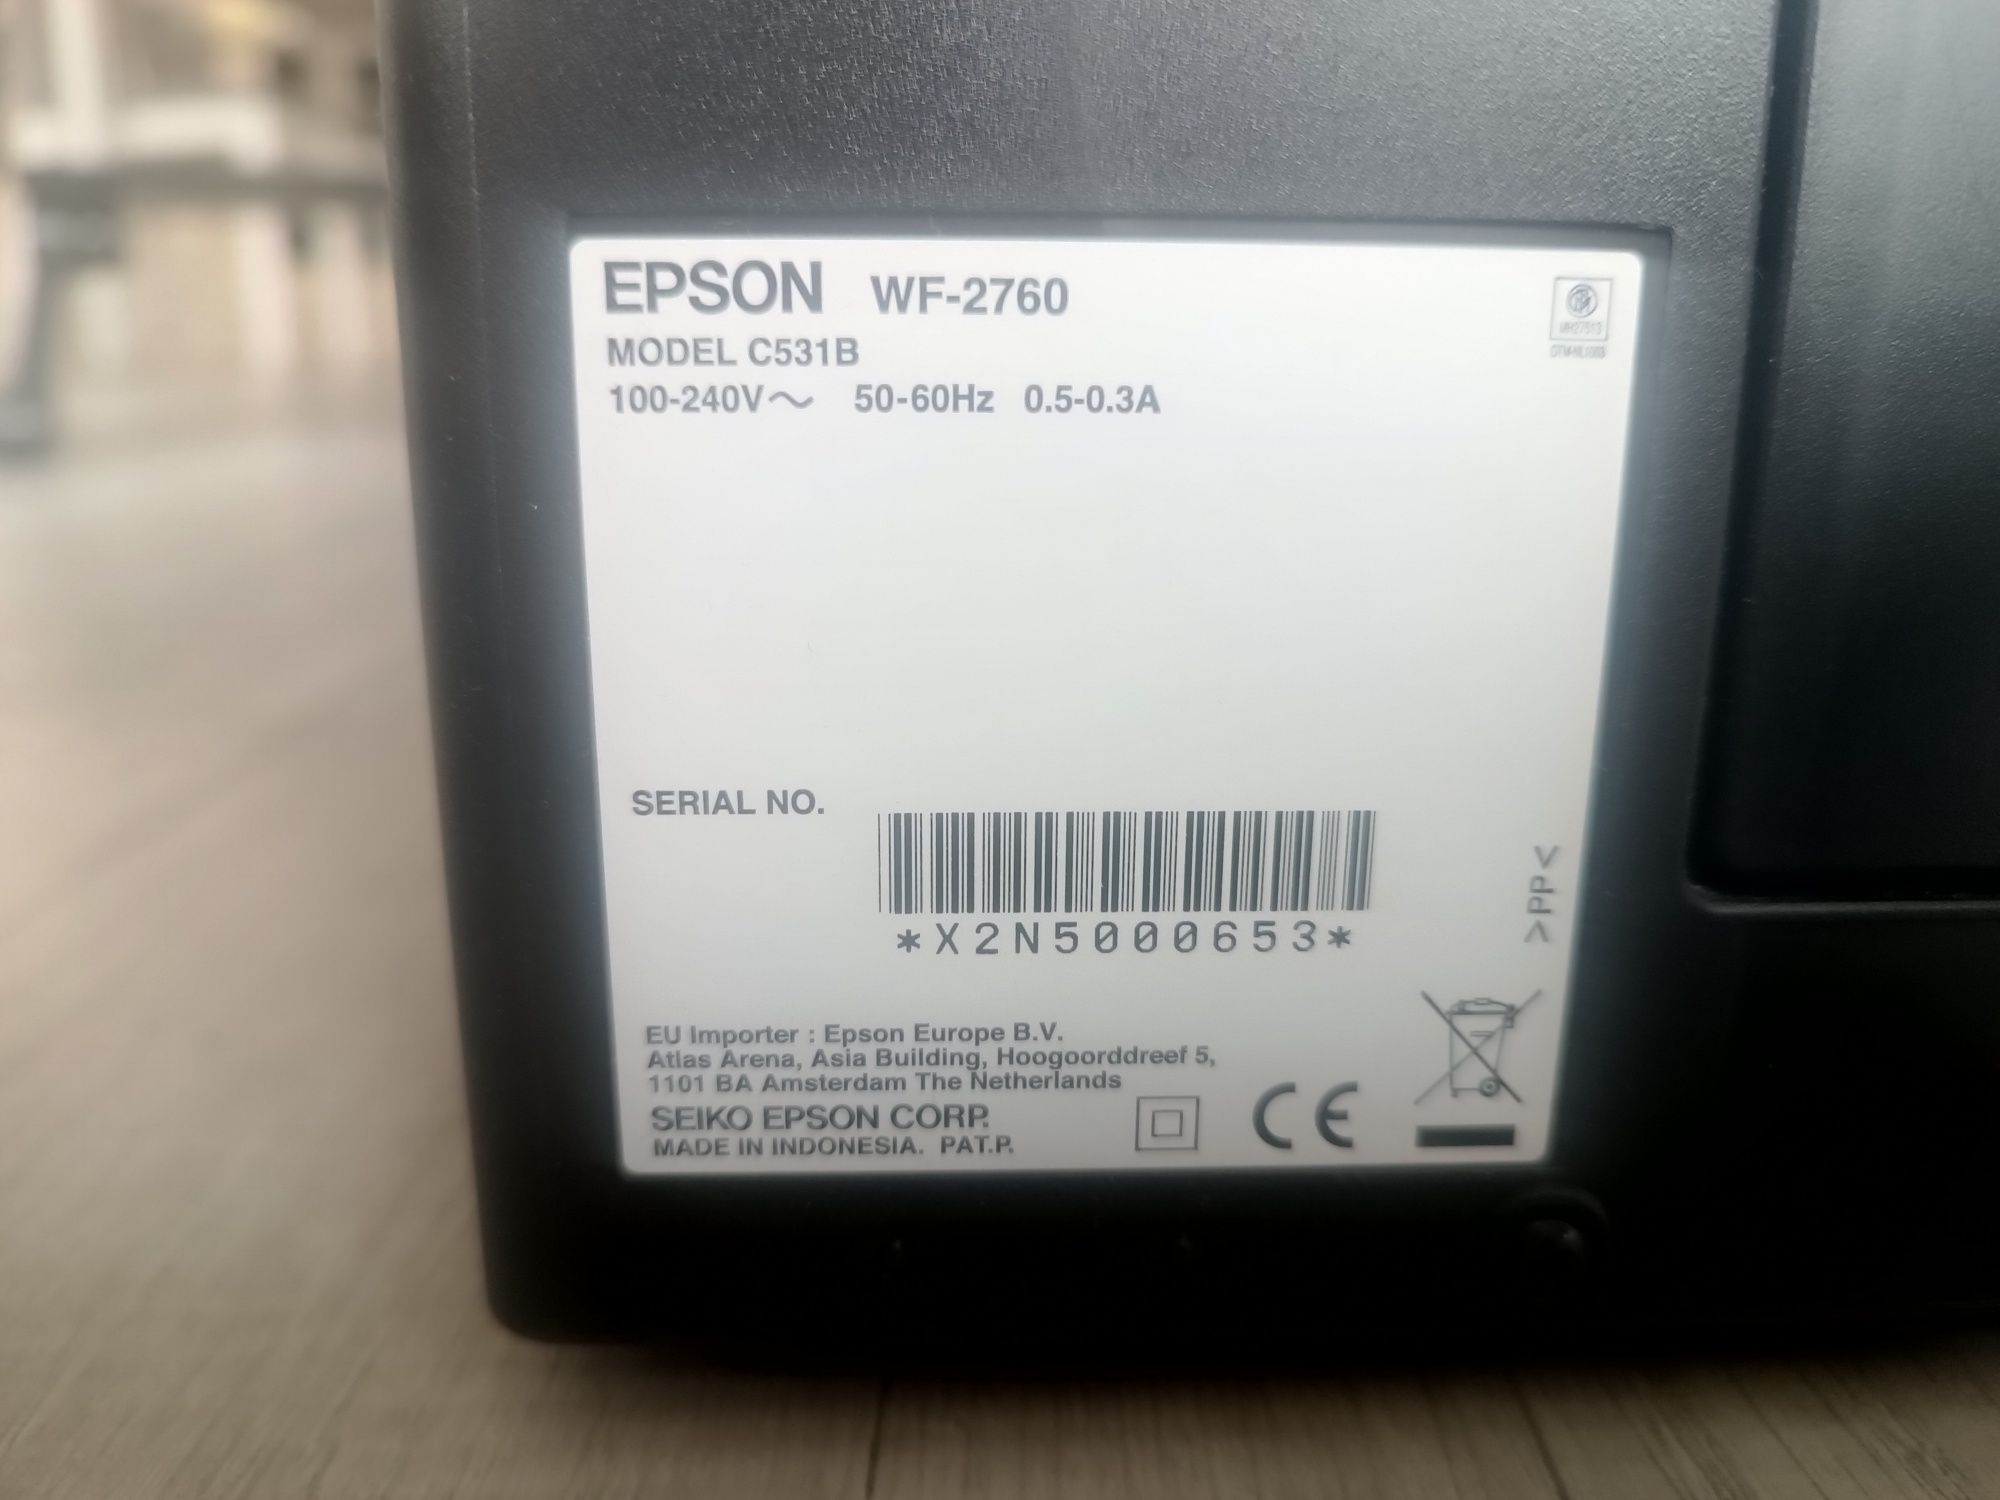 EPSON WF-2760
MODEL C531B
100-240V～ 50-60Hz 0.5-0.3A
SERIAL NO.
*X2N5000653*
>PP<
EU Importer : Epson Europe B.V.
Atlas Arena, Asia Building, Hoogoorddreef 5,
1101 BA Amsterdam The Netherlands
SEIKO EPSON CORP.
MADE IN INDONESIA. PAT.P.
CE